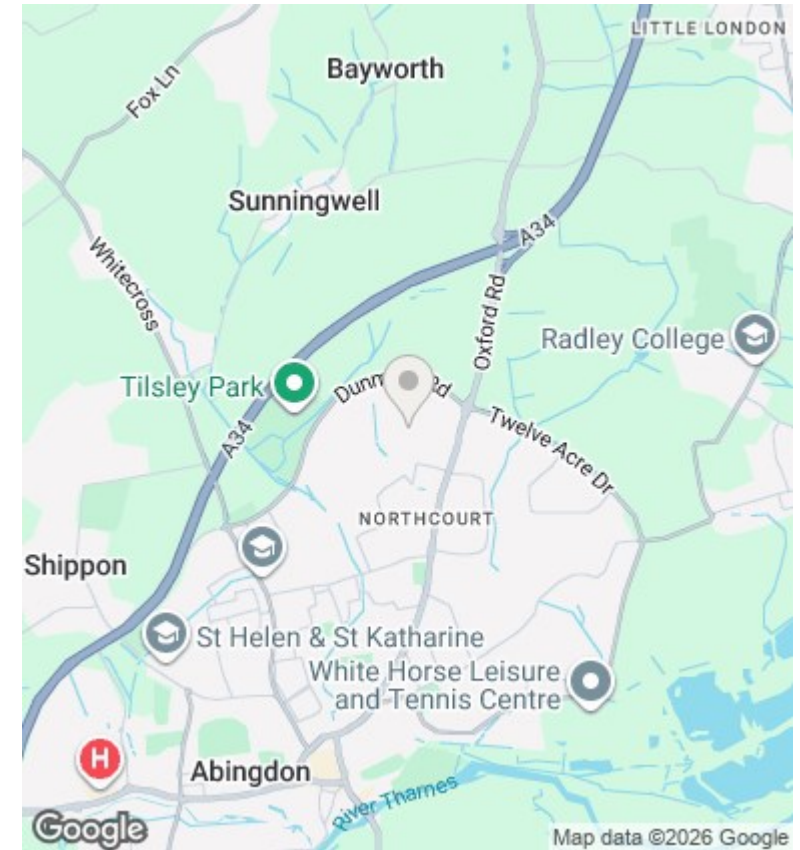 LITTLE LONDON
Bayworth
Fox Ln
Sunningwell
A34
Whitecross
Oxford Rd
Radley College
Tilsley Park
Rd
Twelve Acre Dr
A34
NORTHCOURT
Shippon
St Helen & St Katharine
White Horse Leisure
and Tennis Centre
H
Abingdon
River Thames
Google
Map data ©2026 Google